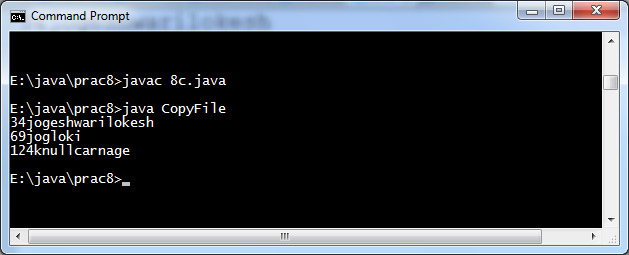 Command Prompt
E:\java\prac8>javac 8c.java
E:\java\prac8>java CopyFile
34jogeshwarilokesh
69jogloki
124knullcarnage
E:\java\prac8>_